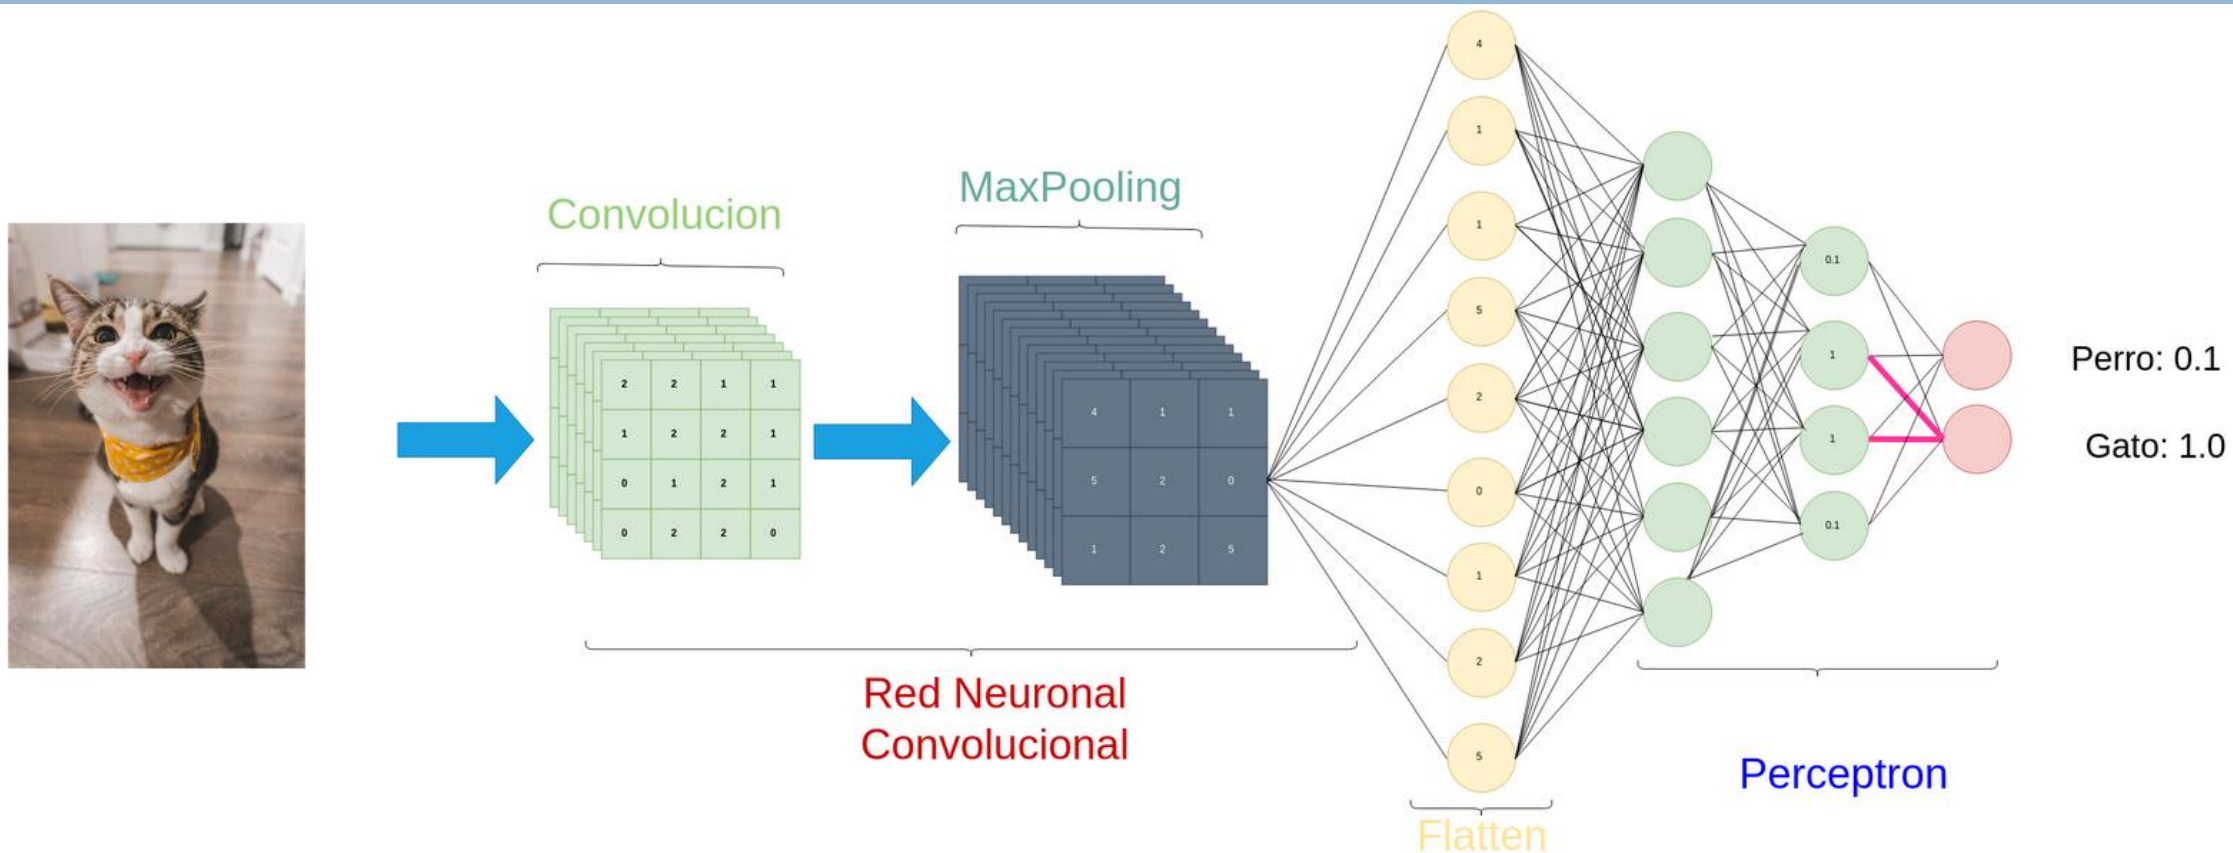 Convolucion
2 2 1 1
1 2 2 1
0 1 2 1
0 2 2 0
MaxPooling
4 1 1
5 2 0
1 2 5
Red Neuronal
Convolucional
4
1
1
5
2
0
1
2
5
Flatten
0.1
1
1
0.1
Perceptron
Perro: 0.1
Gato: 1.0